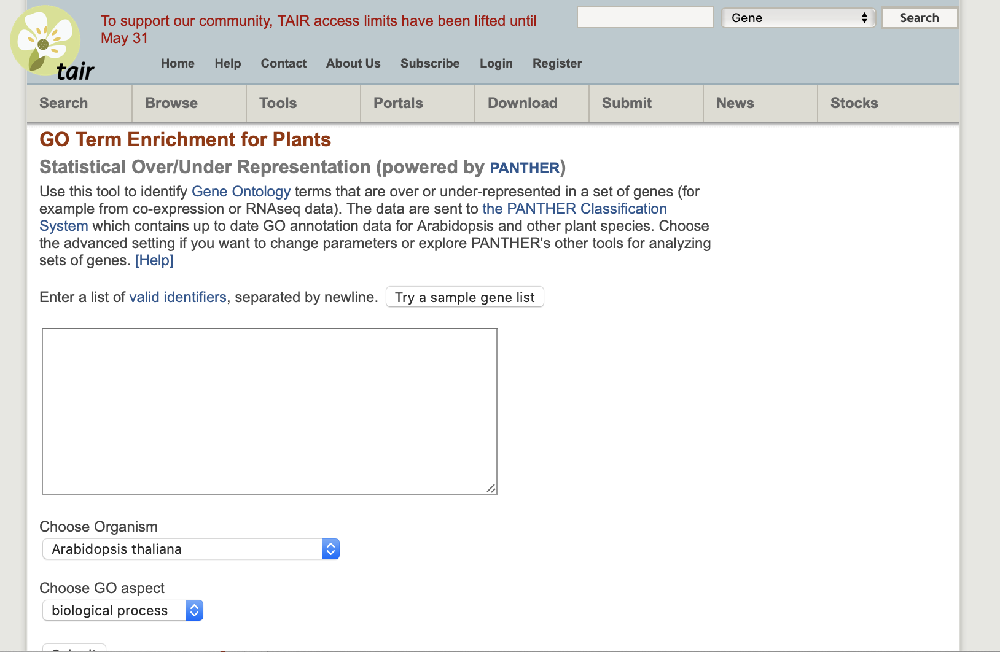 To support our community, TAIR access limits have been lifted until
May 31
Gene
Search
tair
Home Help Contact About Us Subscribe Login Register
Search Browse Tools Portals Download Submit News Stocks
GO Term Enrichment for Plants
Statistical Over/Under Representation (powered by PANTHER)
Use this tool to identify Gene Ontology terms that are over or under-represented in a set of genes (for
example from co-expression or RNAseq data). The data are sent to the PANTHER Classification
System which contains up to date GO annotation data for Arabidopsis and other plant species. Choose
the advanced setting if you want to change parameters or explore PANTHER's other tools for analyzing
sets of genes. [Help]
Enter a list of valid identifiers, separated by newline. Try a sample gene list
Choose Organism
Arabidopsis thaliana
Choose GO aspect
biological process